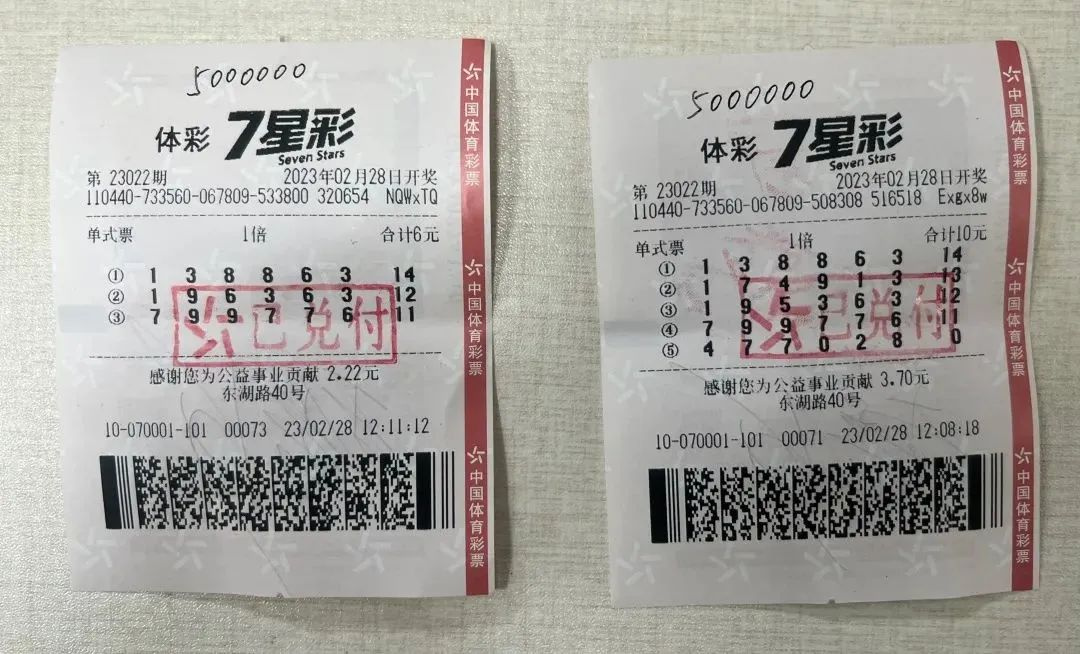 5000000
体彩 7星彩
Seven Stars
第 23022期 2023年02月28日开奖
110440-733560-067809-533800 320654 NQWxTQ
单式票 1倍 合计6元
① 1 3 8 8 6 3 14
② 1 9 6 3 6 3 12
③ 7 9 9 7 7 6 11
已兑付
感谢您为公益事业贡献 2.22元
东湖路40号
10-070001-101 00073 23/02/28 12:11:12
中国体育彩票
中国体育彩票
中国体育彩票
5000000
体彩 7星彩
Seven Stars
第 23022期 2023年02月28日开奖
110440-733560-067809-508308 516518 Exgx8w
单式票 1倍 合计10元
① 1 3 8 8 6 3 14
② 1 7 4 9 1 3 13
③ 1 9 5 3 6 3 12
④ 7 9 9 7 7 6 11
⑤ 4 7 7 0 2 8 0
已兑付
感谢您为公益事业贡献 3.70元
东湖路40号
10-070001-101 00071 23/02/28 12:08:18
中国体育彩票
中国体育彩票
中国体育彩票